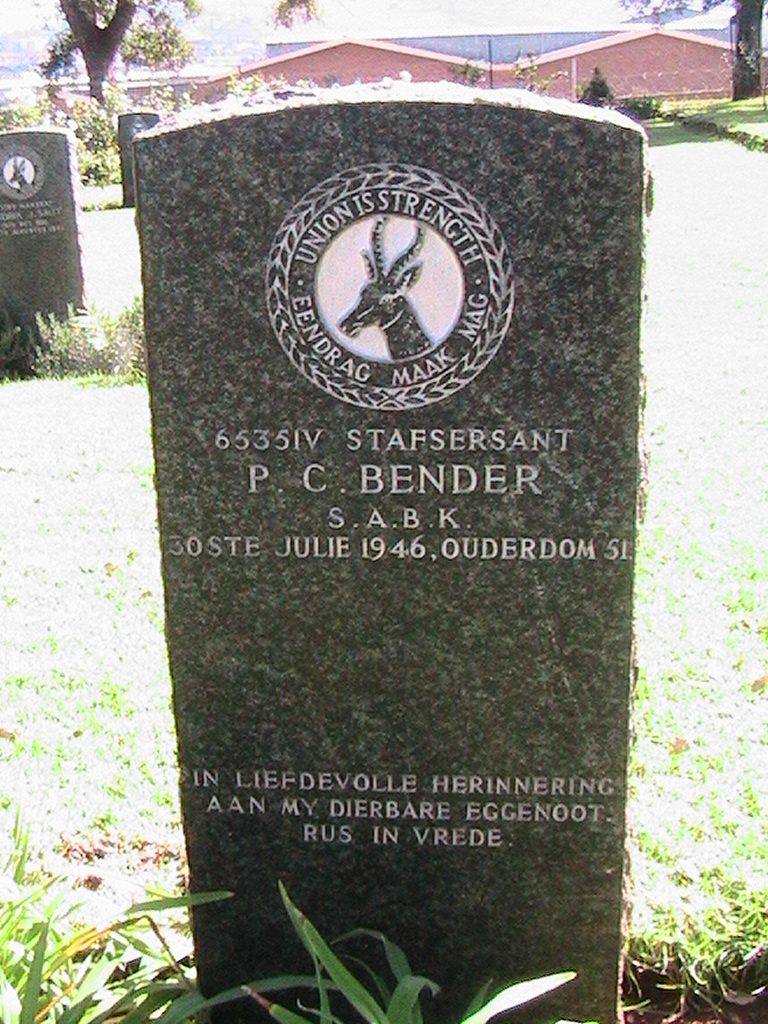 UNION IS STRENGTH
EENDRAG MAAK MAG
65351V STAFSERSANT
P. C. BENDER
S.A.B.K.
30STE JULIE 1946, OUDERDOM 51.
IN LIEFDEVOLLE HERINNERING
AAN MY DIERBARE EGGENOOT.
RUS IN VREDE.